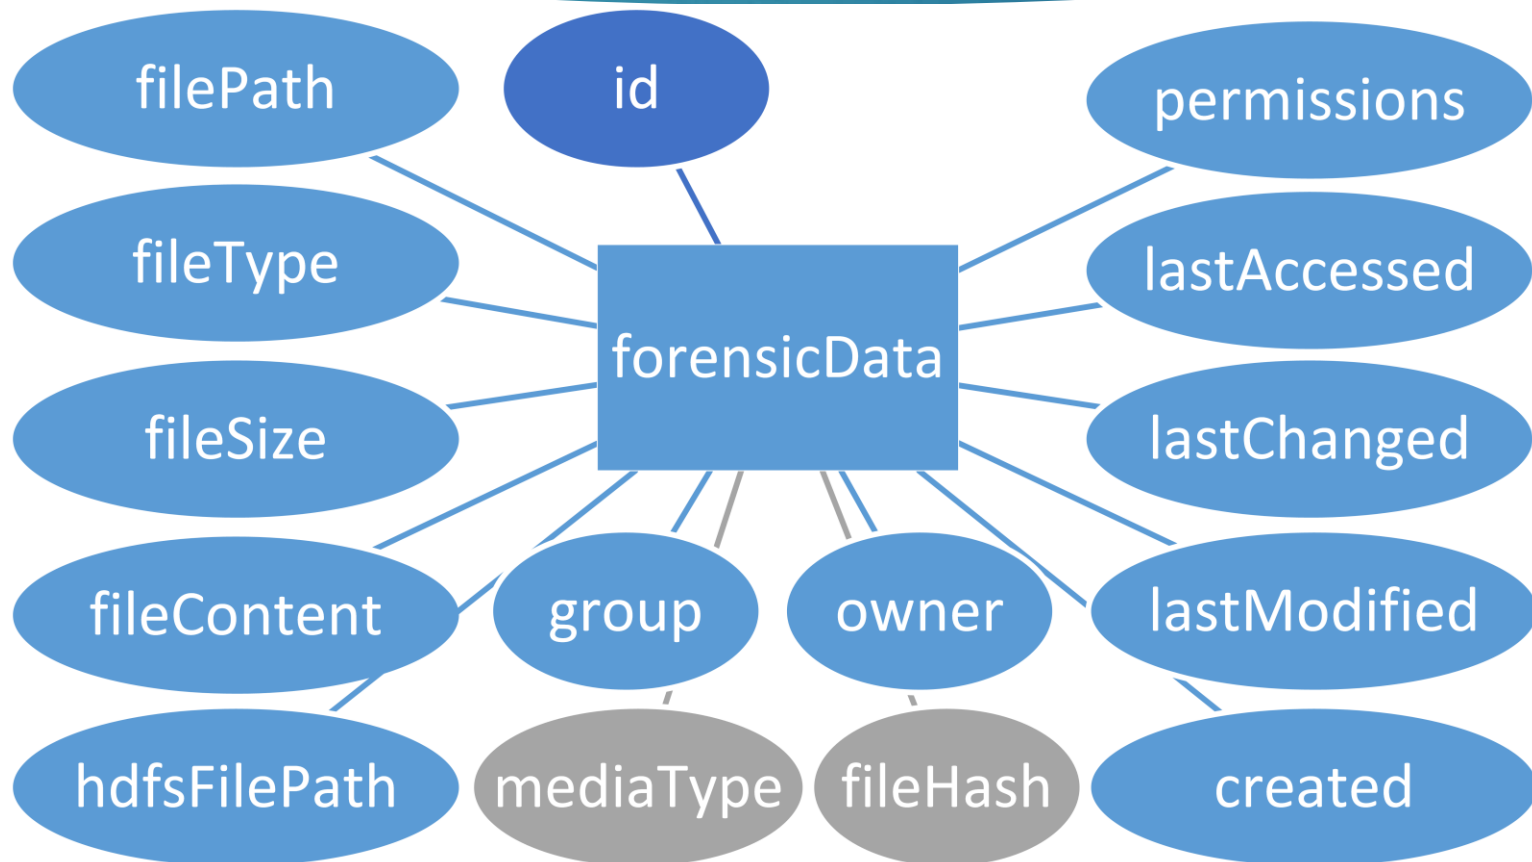 filePath
id
permissions
fileType
lastAccessed
forensicData
fileSize
lastChanged
fileContent
group
owner
lastModified
hdfsFilePath
mediaType
fileHash
created